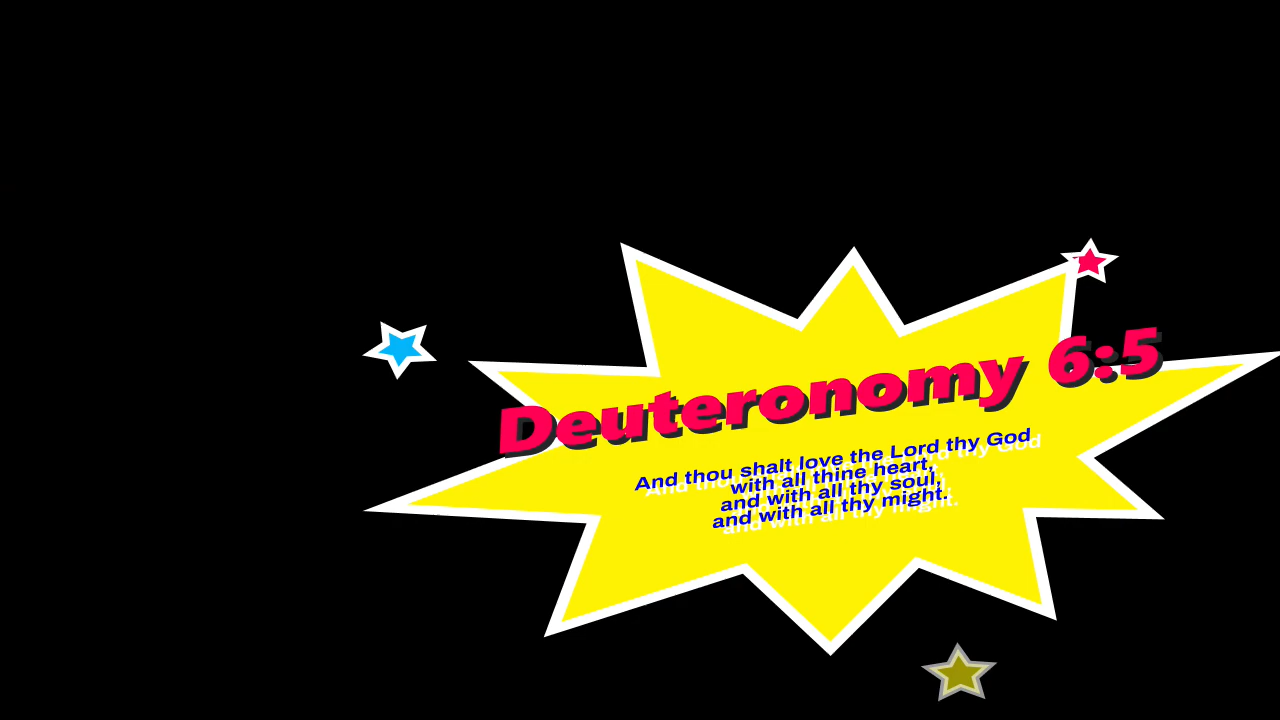 Deuteronomy 6:5
And thou shalt love the Lord thy God
with all thine heart,
and with all thy soul,
and with all thy might.